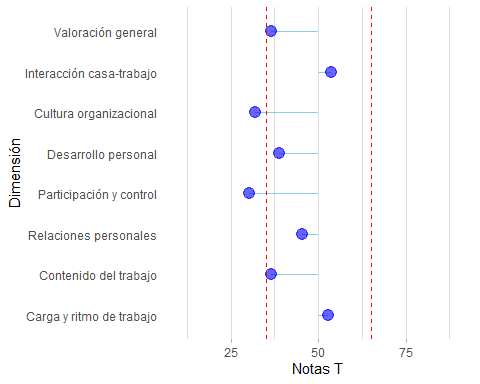 Valoración general
Interacción casa-trabajo
Cultura organizacional
Desarrollo personal
Participación y control
Relaciones personales
Contenido del trabajo
Carga y ritmo de trabajo
Dimensión
25 50 75
Notas T